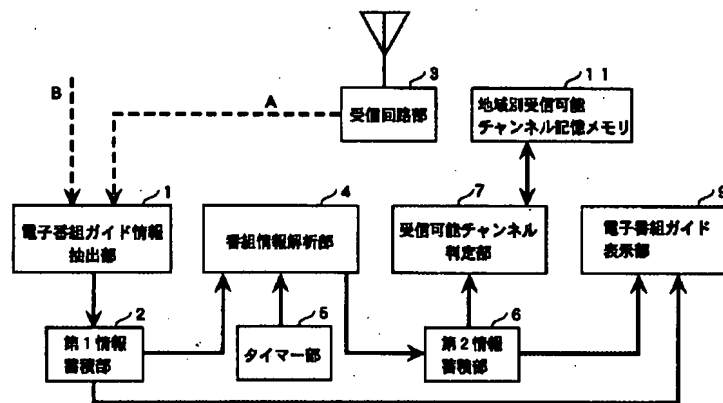 3
受信回路部
11
地域別受信可能
チャンネル記憶メモリ
B
A
1
電子番組ガイド情報
抽出部
4
番組情報解析部
7
受信可能チャンネル
判定部
9
電子番組ガイド
表示部
2
第1情報
蓄積部
5
タイマー部
6
第2情報
蓄積部